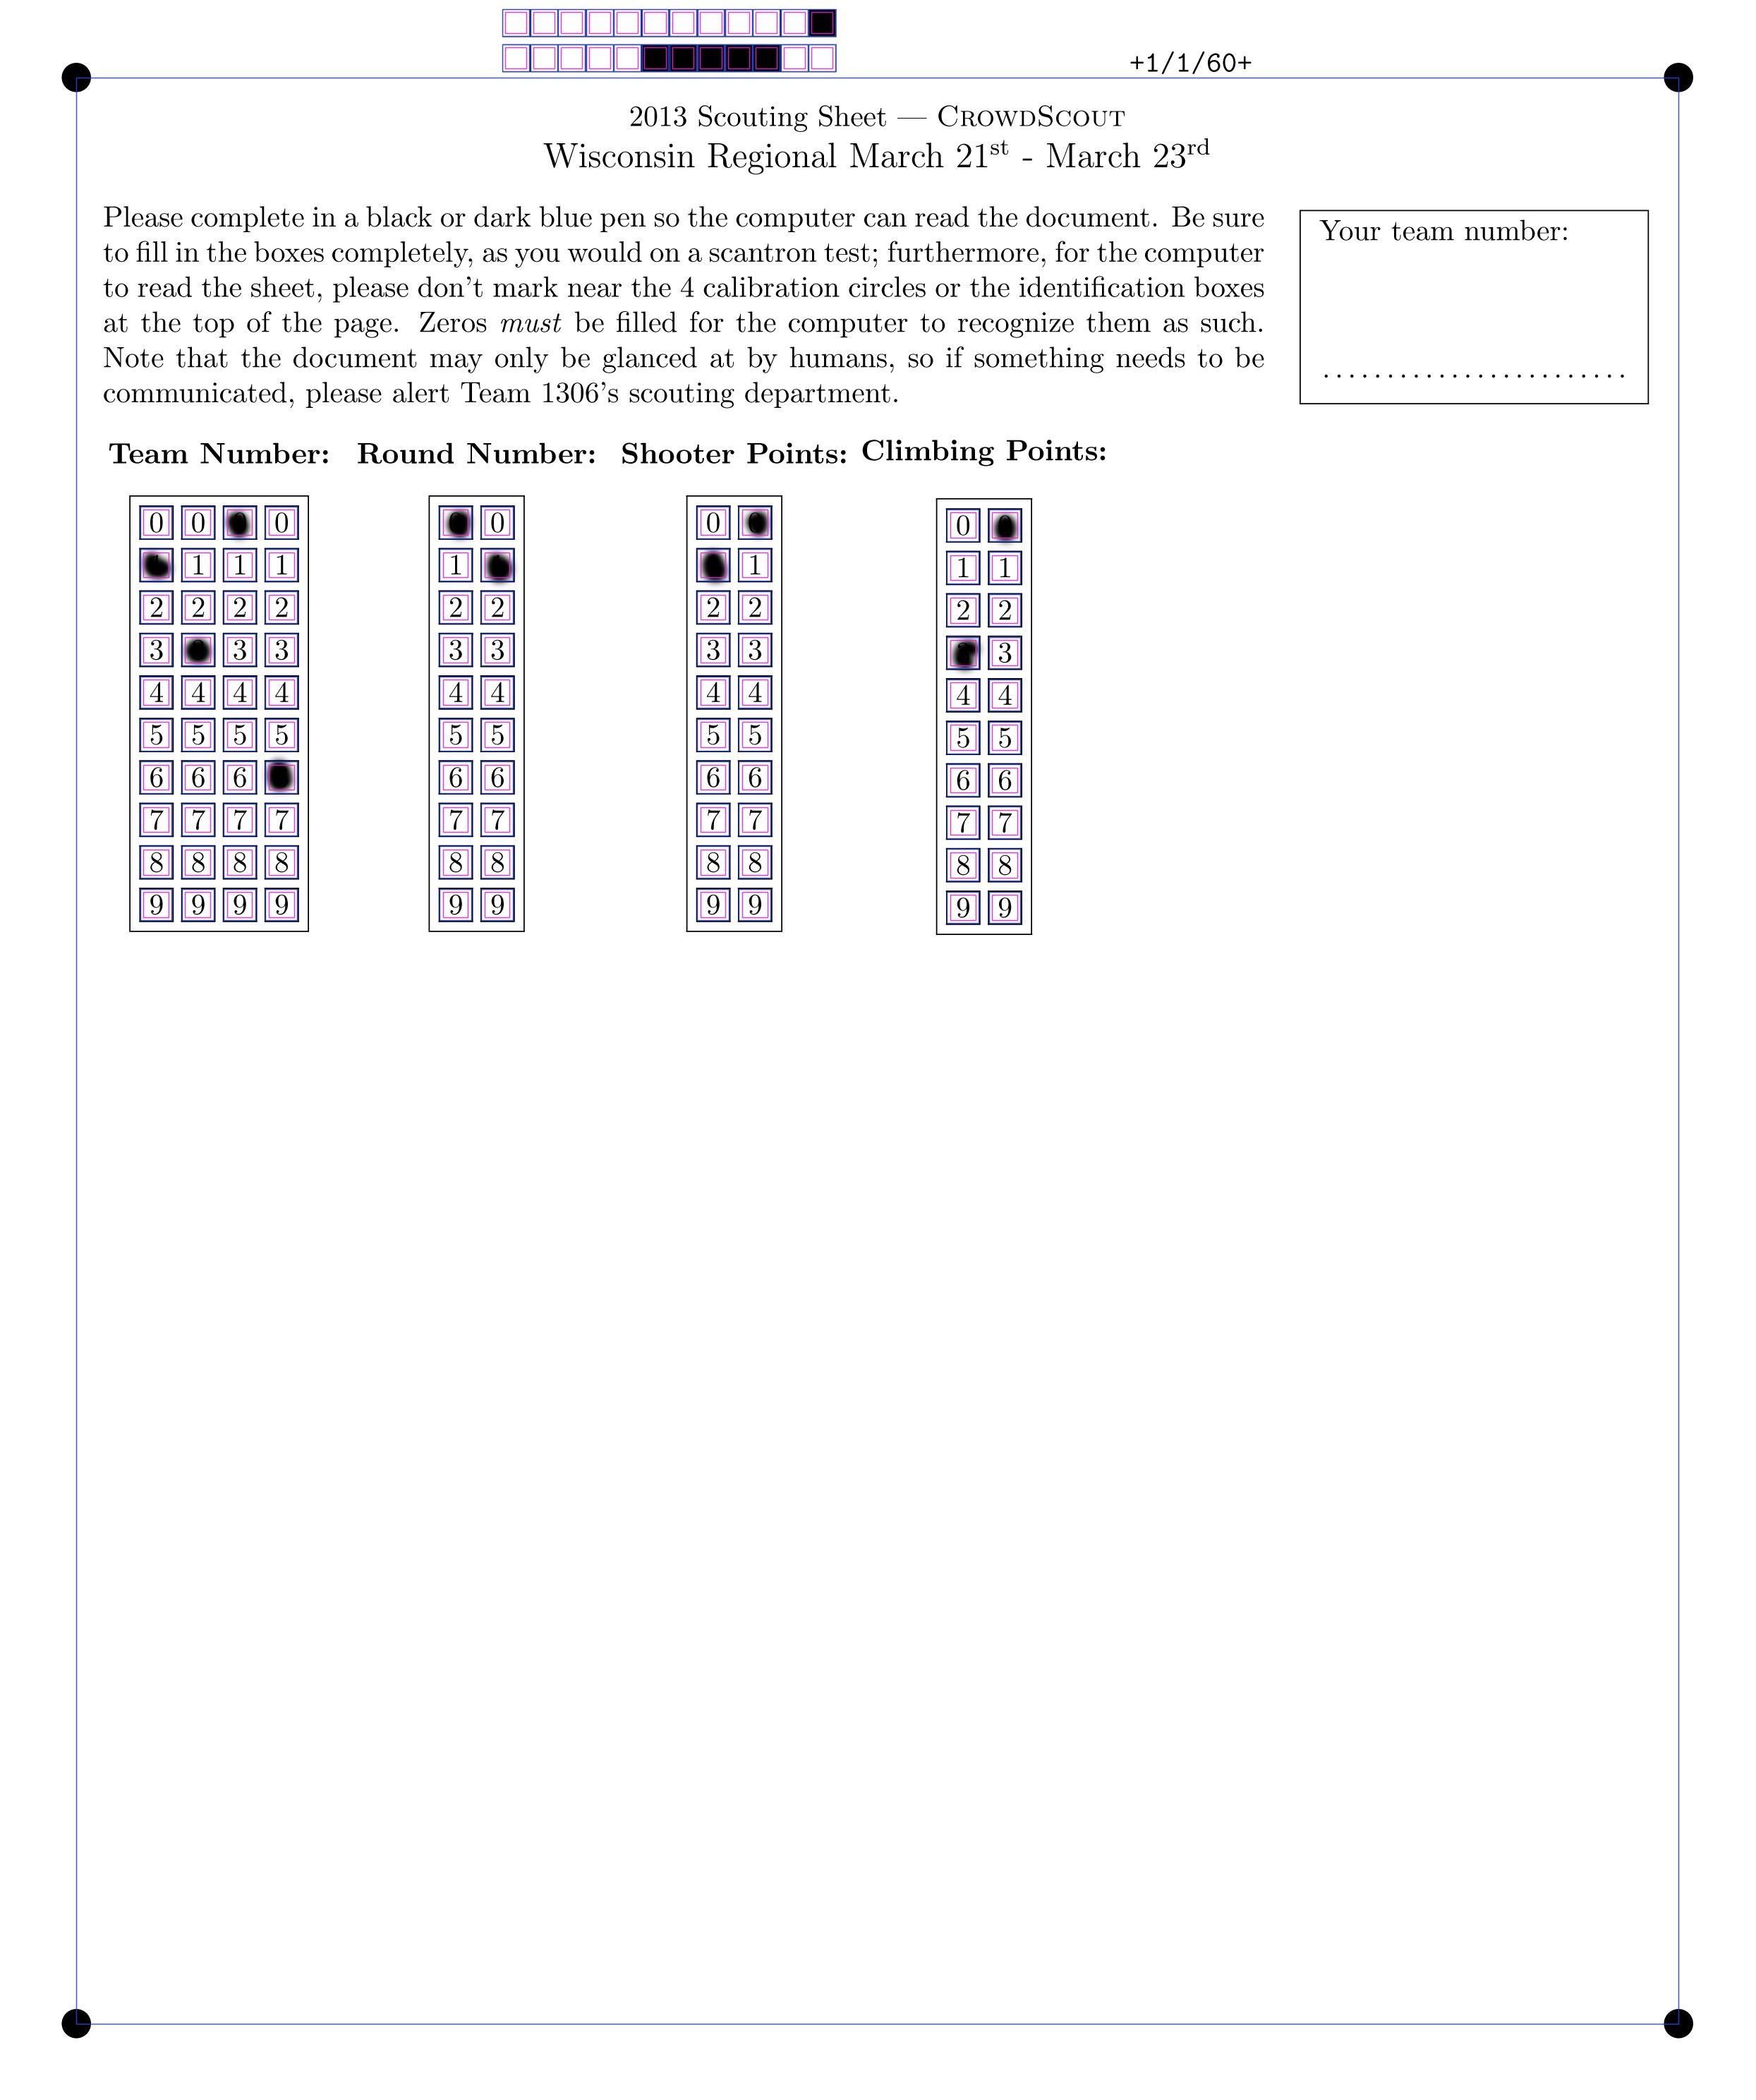 +1/1/60+
2013 Scouting Sheet — CROWDSCOUT
Wisconsin Regional March 21st - March 23rd
Please complete in a black or dark blue pen so the computer can read the document. Be sure
to fill in the boxes completely, as you would on a scantron test; furthermore, for the computer
to read the sheet, please don't mark near the 4 calibration circles or the identification boxes
at the top of the page. Zeros must be filled for the computer to recognize them as such.
Note that the document may only be glanced at by humans, so if something needs to be
communicated, please alert Team 1306's scouting department.
Your team number:
........................
Team Number: Round Number: Shooter Points: Climbing Points:
0 0 0 0 0 0
1 1 1 1 1 1 1
2 2 2 2 2 2 2 2 2 2
3 3 3 3 3 3 3 3
4 4 4 4 4 4 4 4 4 4
5 5 5 5 5 5 5 5 5 5
6 6 6 6 6 6 6 6 6
7 7 7 7 7 7 7 7 7 7
8 8 8 8 8 8 8 8 8 8
9 9 9 9 9 9 9 9 9 9